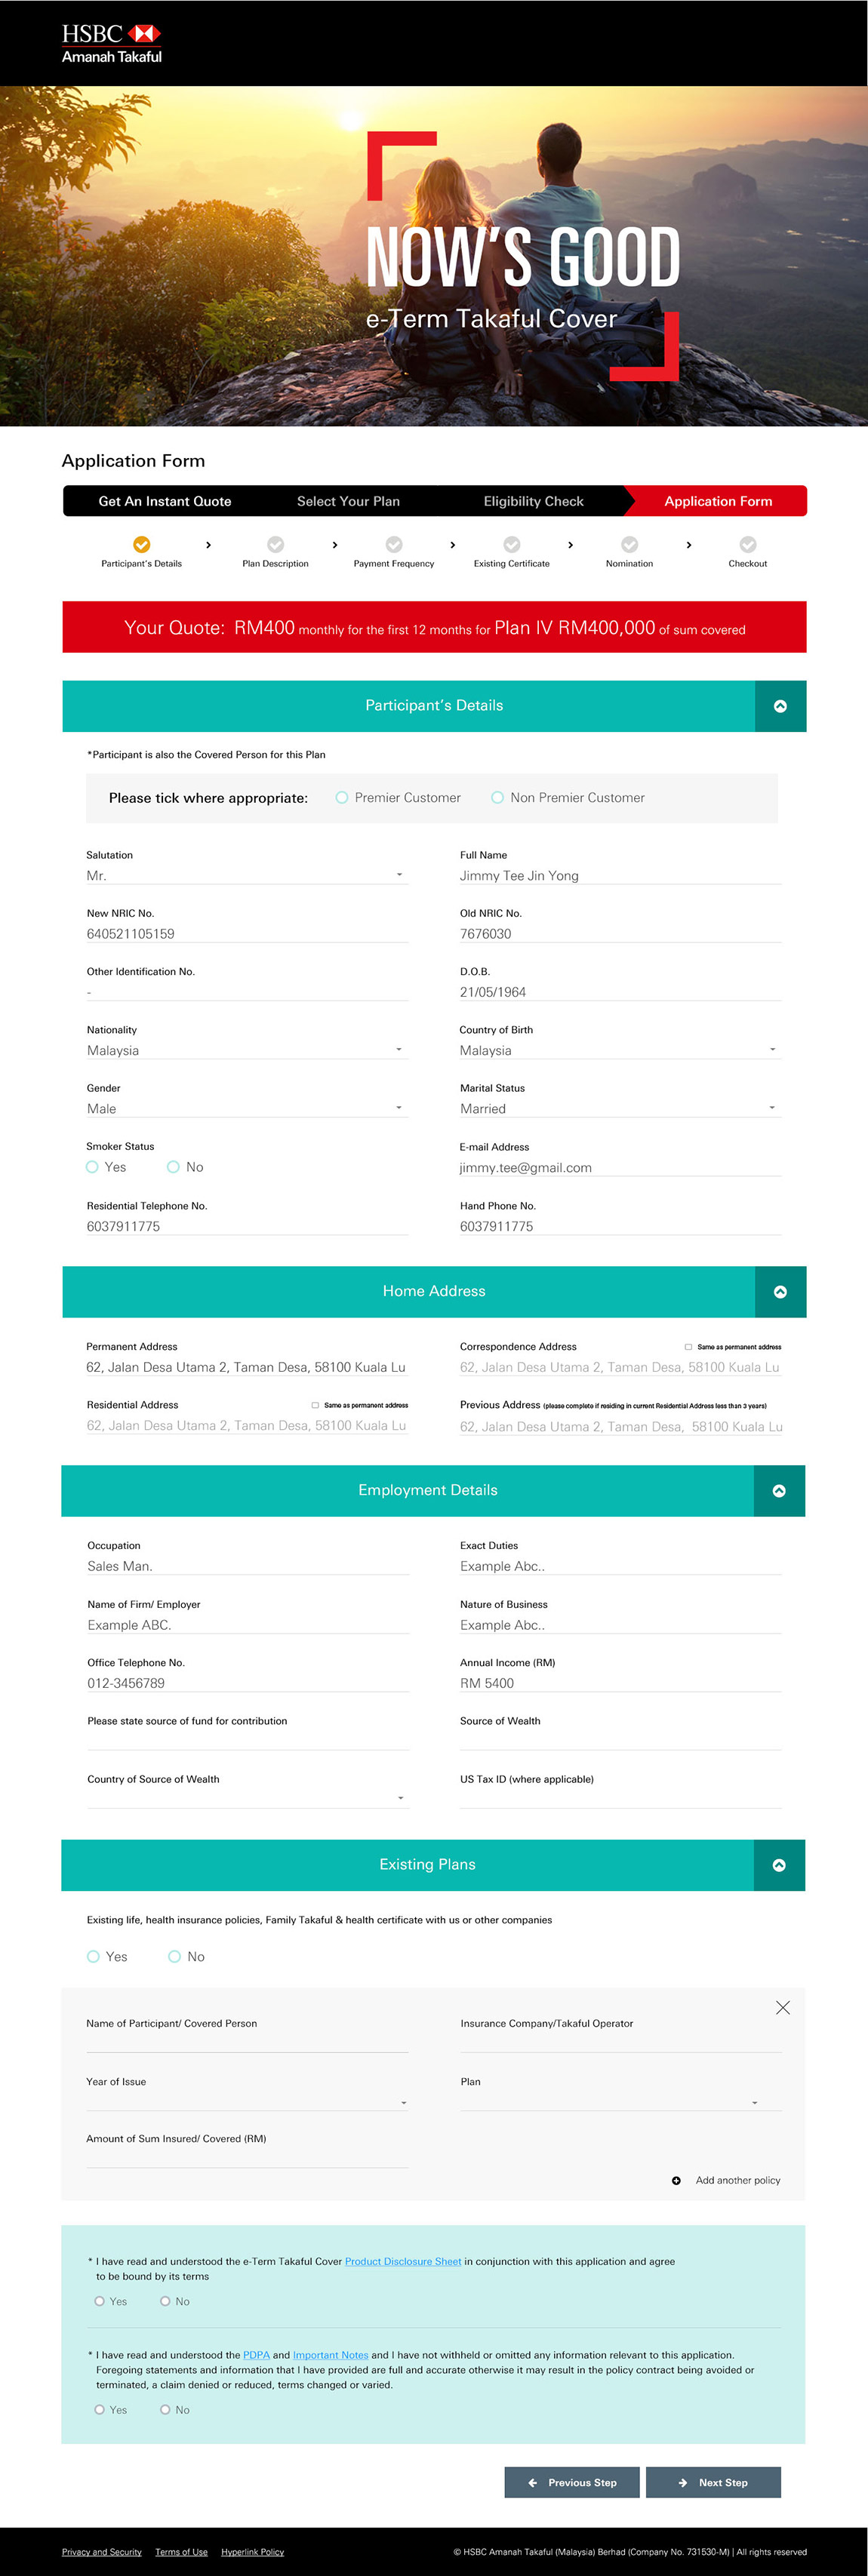 HSBC
Amanah Takaful
NOW'S GOOD
e-Term Takaful Cover
Application Form
Get An Instant Quote
Select Your Plan
Eligibility Check
Application Form
Participant's Details
Plan Description
Payment Frequency
Existing Certificate
Nomination
Checkout
Your Quote: RM400 monthly for the first 12 months for Plan IV RM400,000 of sum covered
Participant's Details
*Participant is also the Covered Person for this Plan
Please tick where appropriate: Premier Customer Non Premier Customer
Salutation
Mr.
Full Name
Jimmy Tee Jin Yong
New NRIC No.
640521105159
Old NRIC No.
7676030
Other Identification No.
-
D.O.B.
21/05/1964
Nationality
Malaysia
Country of Birth
Malaysia
Gender
Male
Marital Status
Married
Smoker Status
Yes No
E-mail Address
jimmy.tee@gmail.com
Residential Telephone No.
6037911775
Hand Phone No.
6037911775
Home Address
Permanent Address
62, Jalan Desa Utama 2, Taman Desa, 58100 Kuala Lu
Correspondence Address Same as permanent address
62, Jalan Desa Utama 2, Taman Desa, 58100 Kuala Lu
Residential Address Same as permanent address
62, Jalan Desa Utama 2, Taman Desa, 58100 Kuala Lu
Previous Address (please complete if residing in current Residential Address less than 3 years)
62, Jalan Desa Utama 2, Taman Desa, 58100 Kuala Lu
Employment Details
Occupation
Sales Man.
Exact Duties
Example Abc..
Name of Firm/ Employer
Example ABC.
Nature of Business
Example Abc..
Office Telephone No.
012-3456789
Annual Income (RM)
RM 5400
Please state source of fund for contribution
Source of Wealth
Country of Source of Wealth
US Tax ID (where applicable)
Existing Plans
Existing life, health insurance policies, Family Takaful & health certificate with us or other companies
Yes No
Name of Participant/ Covered Person
Insurance Company/Takaful Operator
Year of Issue
Plan
Amount of Sum Insured/ Covered (RM)
Add another policy
* I have read and understood the e-Term Takaful Cover Product Disclosure Sheet in conjunction with this application and agree
to be bound by its terms
Yes No
* I have read and understood the PDPA and Important Notes and I have not withheld or omitted any information relevant to this application.
Foregoing statements and information that I have provided are full and accurate otherwise it may result in the policy contract being avoided or
terminated, a claim denied or reduced, terms changed or varied.
Yes No
Previous Step
Next Step
Privacy and Security Terms of Use Hyperlink Policy
© HSBC Amanah Takaful (Malaysia) Berhad (Company No. 731530-M) | All rights reserved